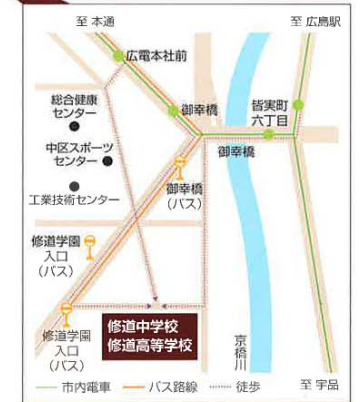 至 本通
至 広島駅
広電本社前
総合健康
センター
御幸橋
皆実町
六丁目
中区スポーツ
センター
御幸橋
工業技術センター
御幸橋
(バス)
修道学園
入口
(バス)
修道中学校
修道高等学校
修道学園
入口
(バス)
京橋川
市内電車
バス路線
徒歩
至 宇品